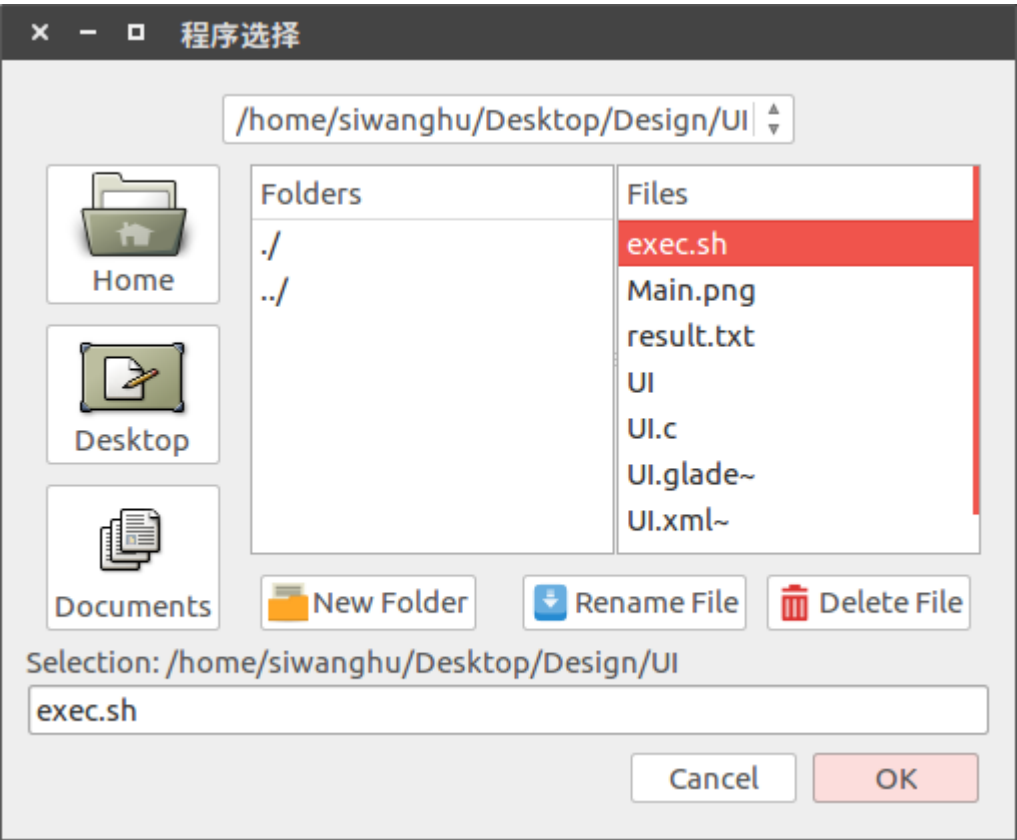 程序选择
/home/siwanghu/Desktop/Design/UI
Home
Desktop
Documents
Folders
./
../
Files
exec.sh
Main.png
result.txt
UI
UI.c
UI.glade~
UI.xml~
New Folder
Rename File
Delete File
Selection: /home/siwanghu/Desktop/Design/UI
exec.sh
Cancel
OK